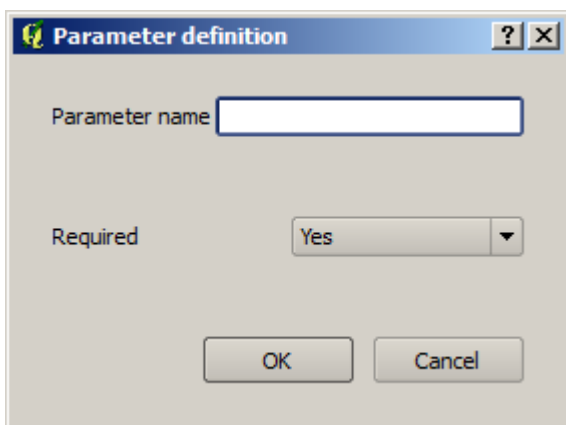 Parameter definition
Parameter name
Required Yes
OK Cancel